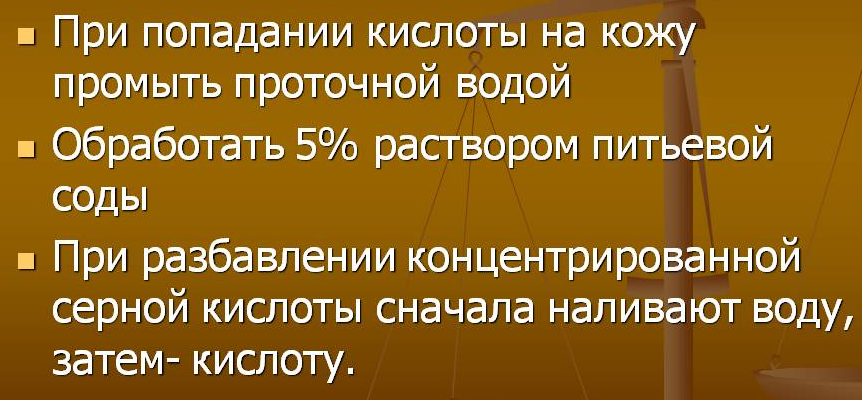 При попадании кислоты на кожу
промыть проточной водой
Обработать 5% раствором питьевой
соды
При разбавлении концентрированной
серной кислоты сначала наливают воду,
затем- кислоту.